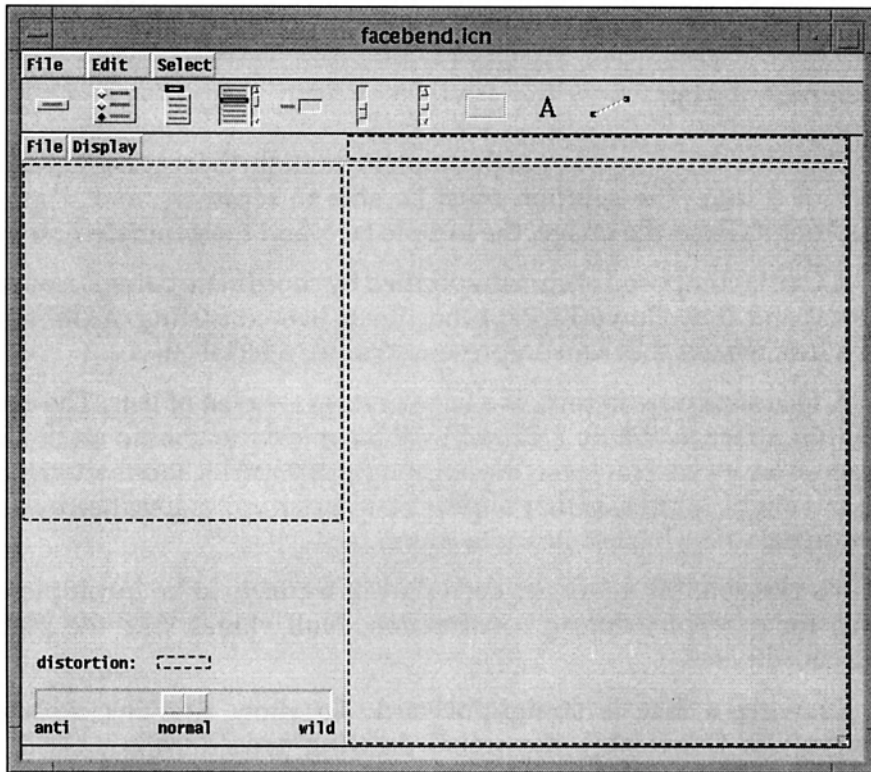 facebend.icn
File Edit Select
A
File Display
distortion:
anti normal wild